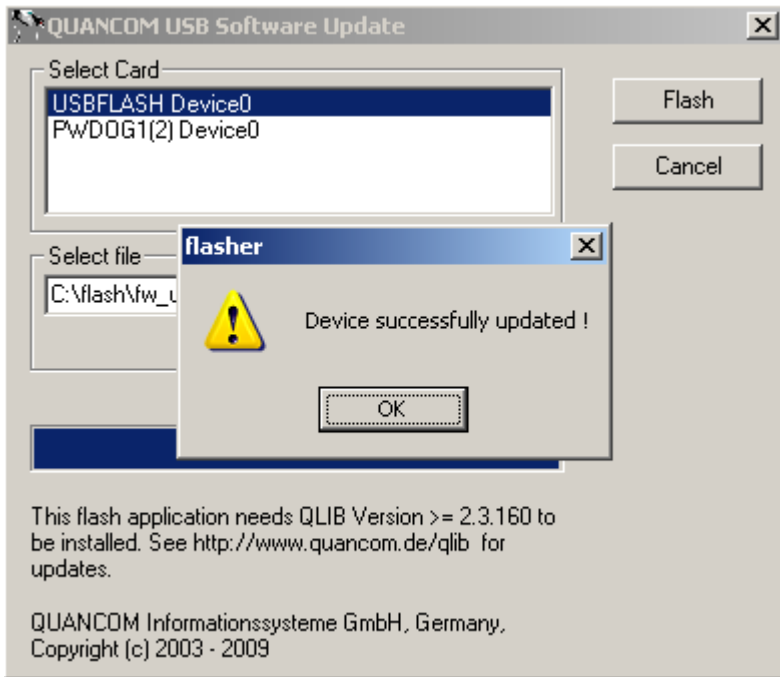 QUANCOM USB Software Update
Select Card
USBFLASH Device0
PWDOG1(2) Device0
Flash
Cancel
Select file
C:\flash\fw_u
flasher
Device successfully updated !
OK
This flash application needs QLIB Version >= 2.3.160 to
be installed. See http://www.quancom.de/qlib for
updates.
QUANCOM Informationssysteme GmbH, Germany,
Copyright (c) 2003 - 2009